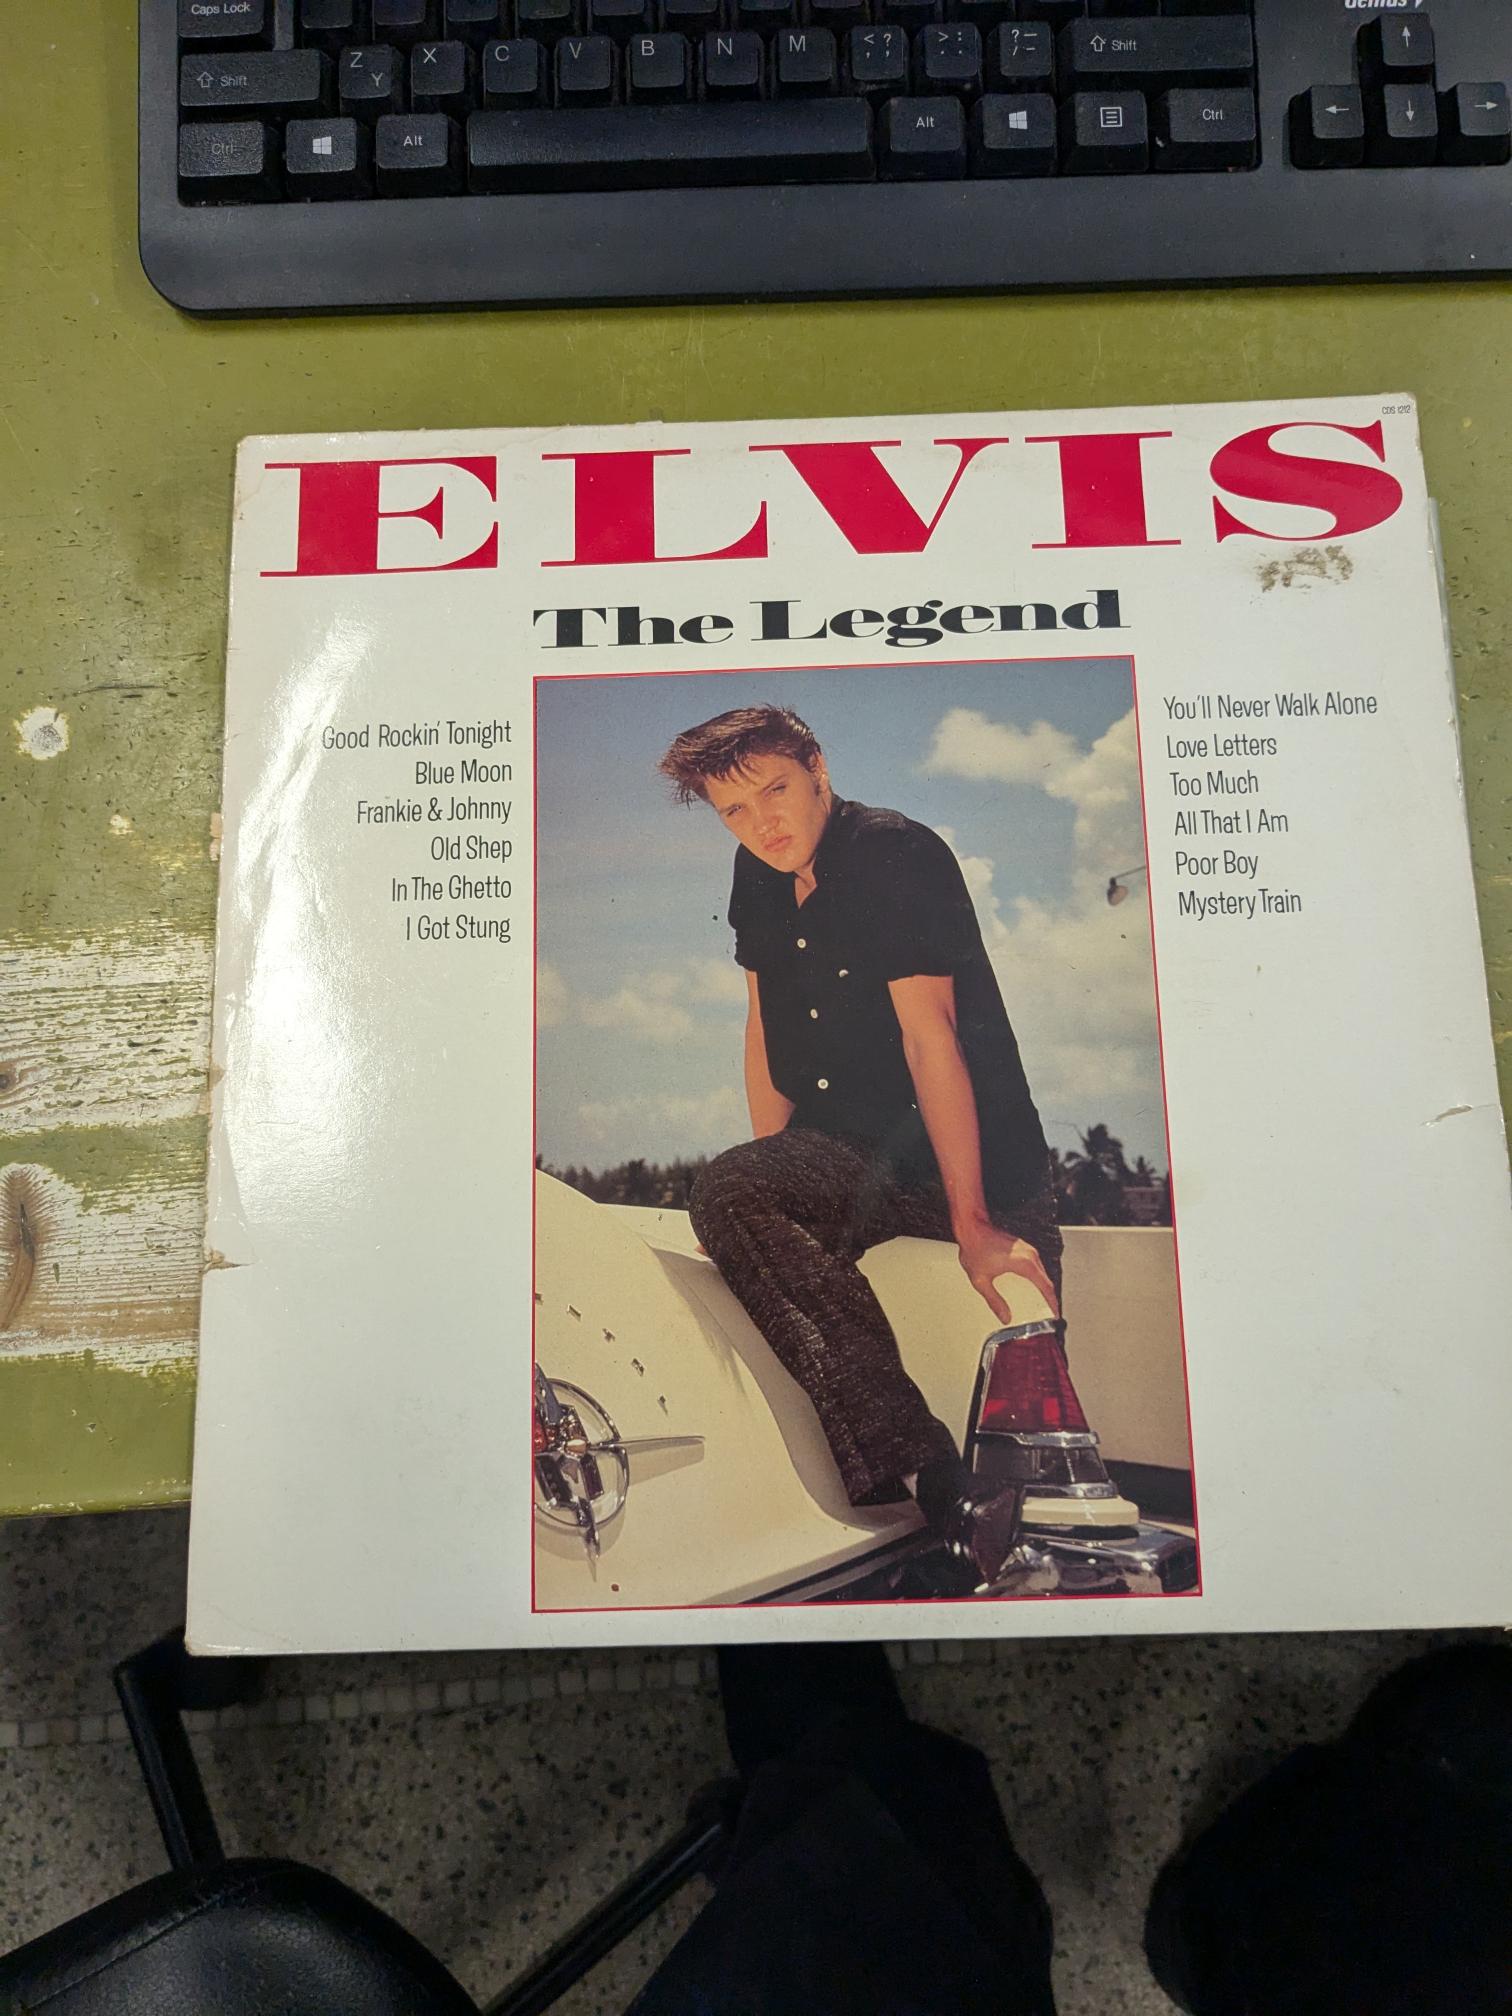 Caps Lock
Genius
Z X C V B N M < , ? ; > . : ? / — -
Shift Y Shift
Ctrl Alt Alt Ctrl
CDS 1212
ELVIS
The Legend
Good Rockin' Tonight
Blue Moon
Frankie & Johnny
Old Shep
In The Ghetto
I Got Stung
You'll Never Walk Alone
Love Letters
Too Much
All That I Am
Poor Boy
Mystery Train